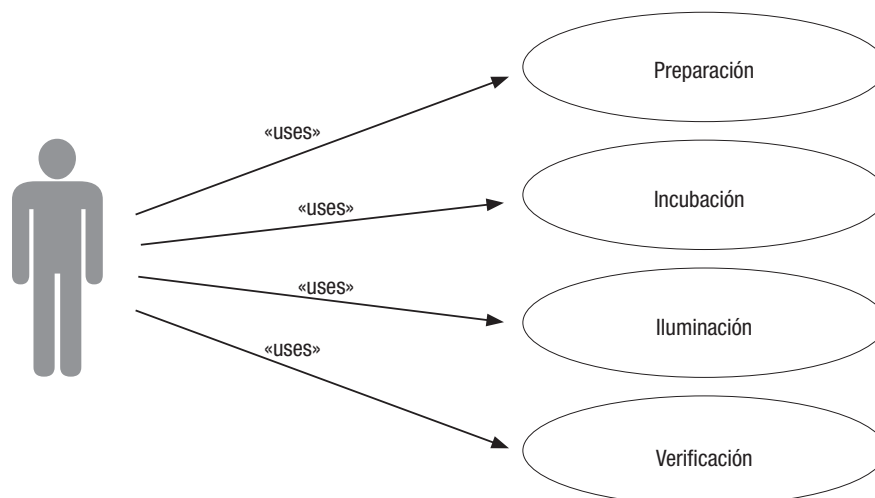 Preparación
«uses»
«uses»
Incubación
«uses»
Iluminación
«uses»
Verificación